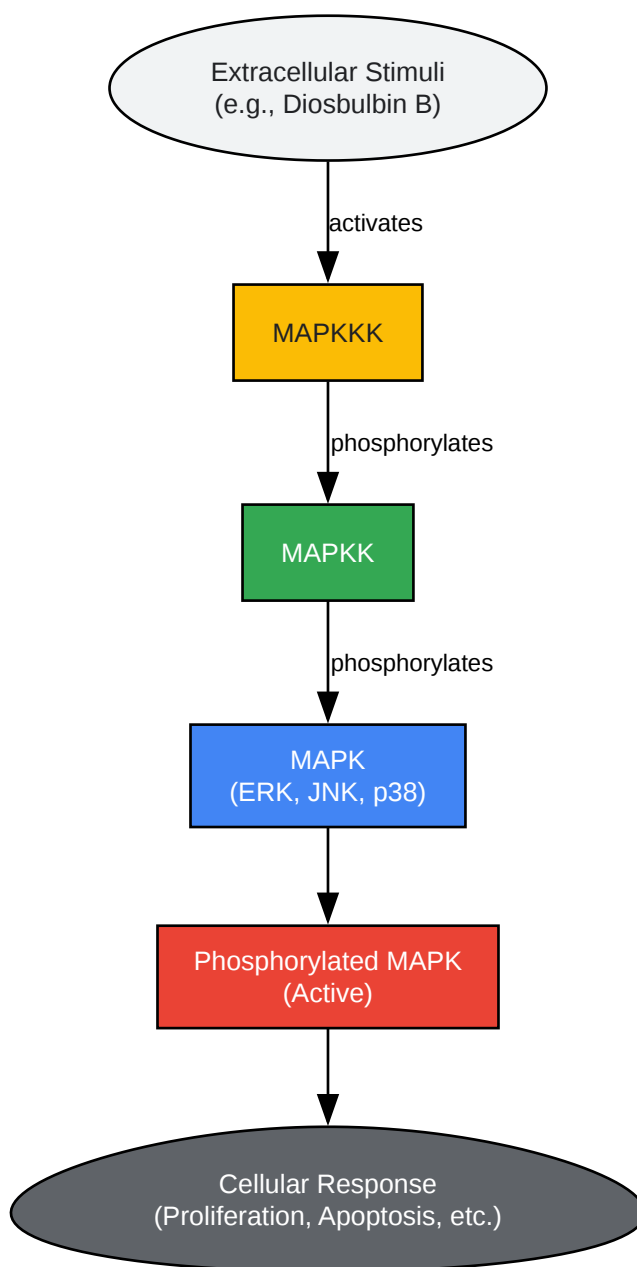 Extracellular Stimuli
(e.g., Diosbulbin B)
activates
MAPKKK
phosphorylates
MAPKK
phosphorylates
MAPK
(ERK, JNK, p38)
Phosphorylated MAPK
(Active)
Cellular Response
(Proliferation, Apoptosis, etc.)